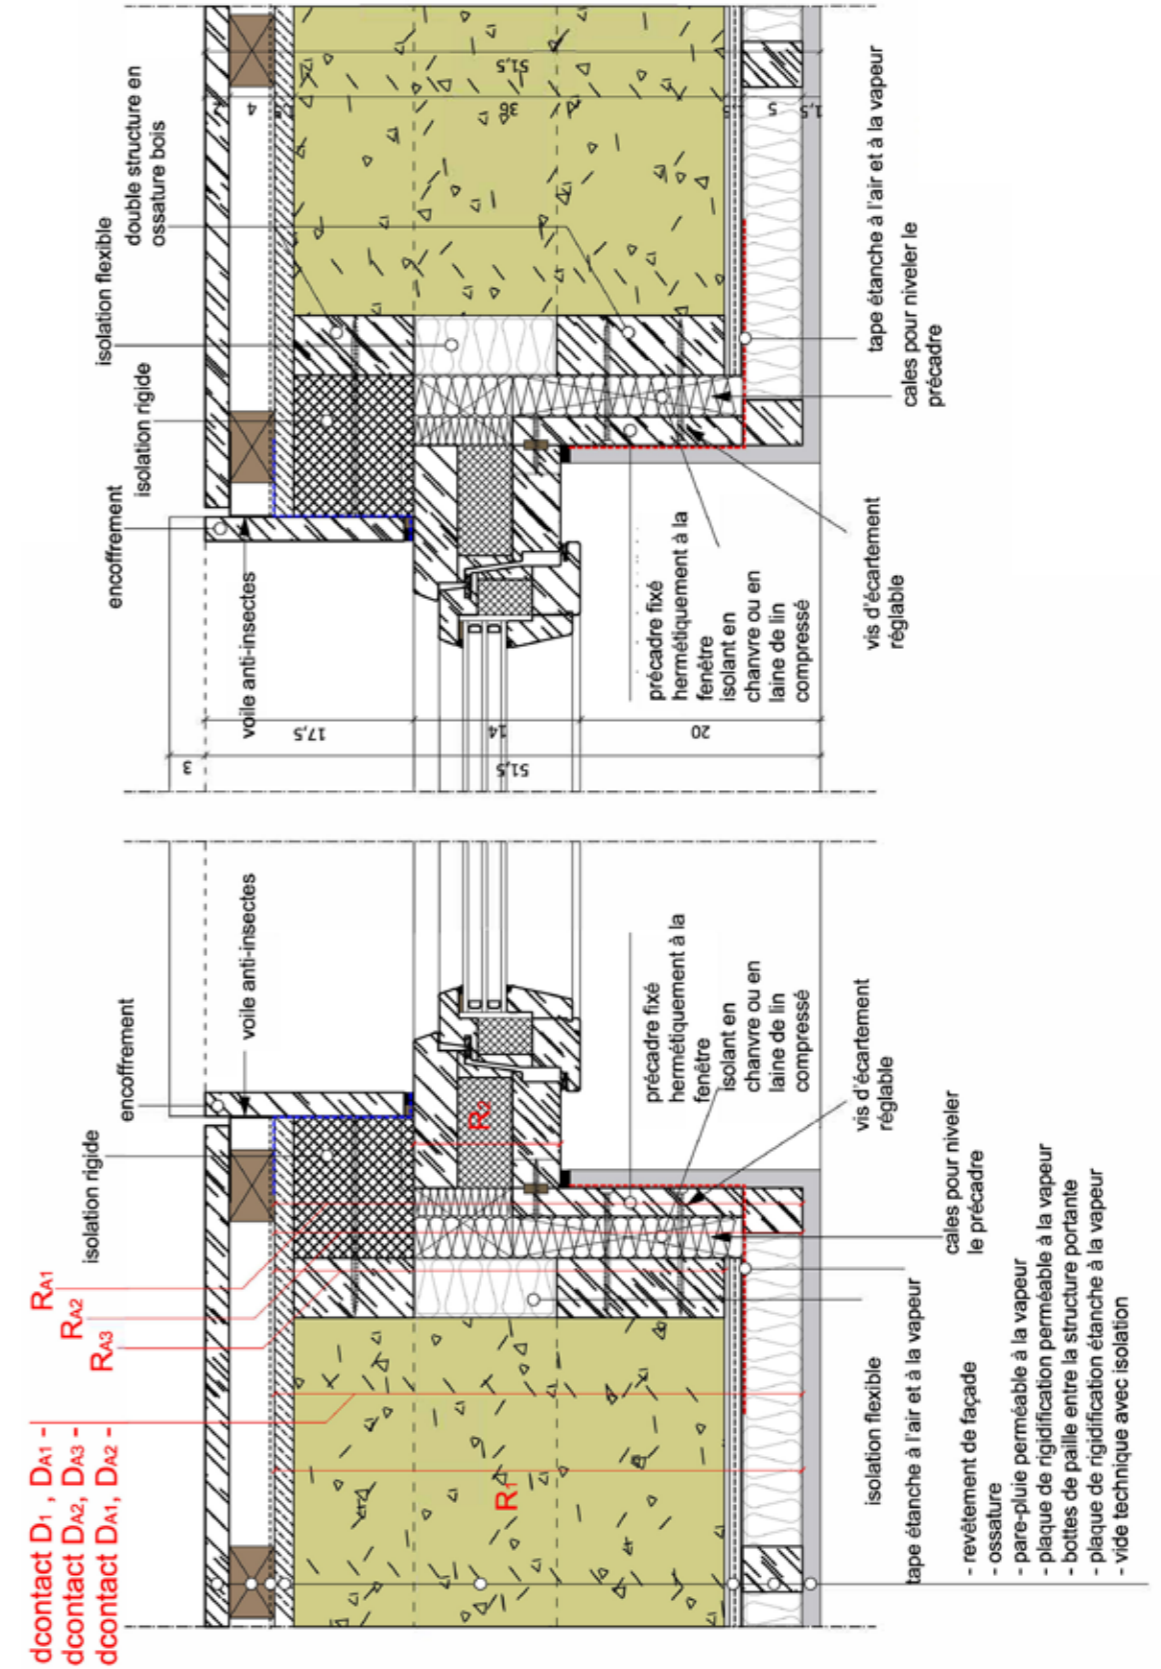 double structure en
ossature bois
isolation flexible
isolation rigide
encoffrement
voile anti-insectes
51,5
36
2
4
1,5
5
1,5
tape étanche à l'air et à la vapeur
cales pour niveler le
précadre
vis d'écartement
réglable
précadre fixé
hermétiquement à la
fenêtre
isolant en
chanvre ou en
laine de lin
compressé
3
17,5
14
20
51,5
voile anti-insectes
encoffrement
isolation rigide
RA1
RA2
RA3
dcontact D1 , DA1 -
dcontact DA2, DA3 -
dcontact DA1, DA2 -
R1
R2
précadre fixé
hermétiquement à la
fenêtre
isolant en
chanvre ou en
laine de lin
compressé
vis d'écartement
réglable
cales pour niveler
le précadre
tape étanche à l'air et à la vapeur
isolation flexible
- revêtement de façade
- ossature
- pare-pluie perméable à la vapeur
- plaque de rigidification perméable à la vapeur
- bottes de paille entre la structure portante
- plaque de rigidification étanche à la vapeur
- vide technique avec isolation